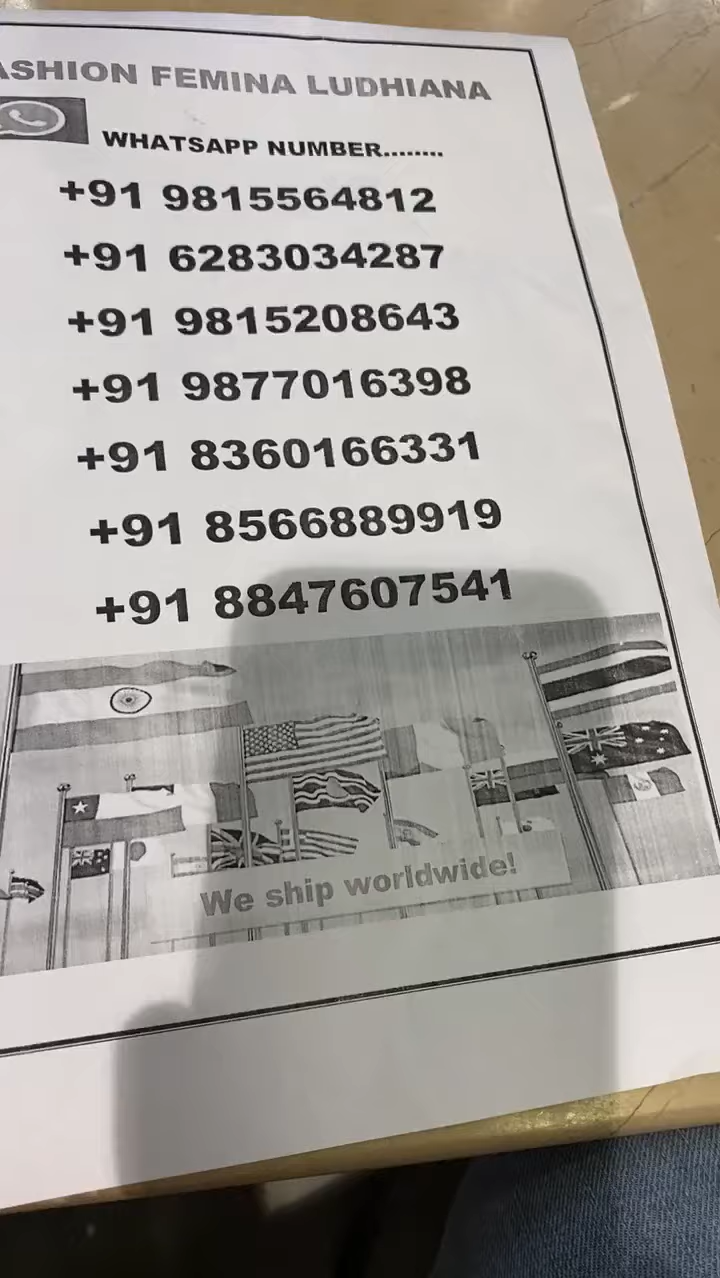 ASHION FEMINA LUDHIANA
WHATSAPP NUMBER........
+91 9815564812
+91 6283034287
+91 9815208643
+91 9877016398
+91 8360166331
+91 8566889919
+91 8847607541
We ship worldwide!